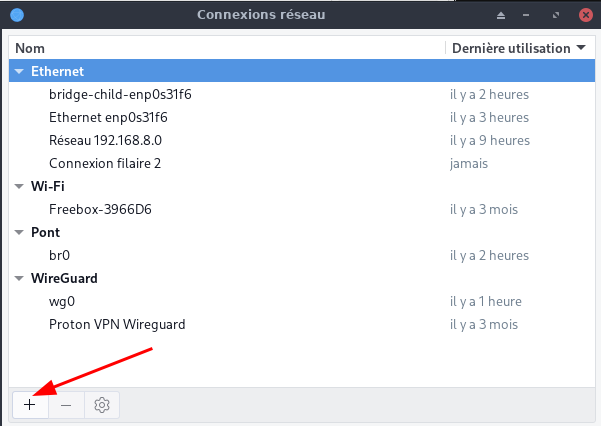 Connexions réseau
Nom Dernière utilisation
Ethernet
bridge-child-enp0s31f6 il y a 2 heures
Ethernet enp0s31f6 il y a 3 heures
Réseau 192.168.8.0 il y a 9 heures
Connexion filaire 2 jamais
Wi-Fi
Freebox-3966D6 il y a 3 mois
Pont
br0 il y a 2 heures
WireGuard
wg0 il y a 1 heure
Proton VPN Wireguard il y a 3 mois